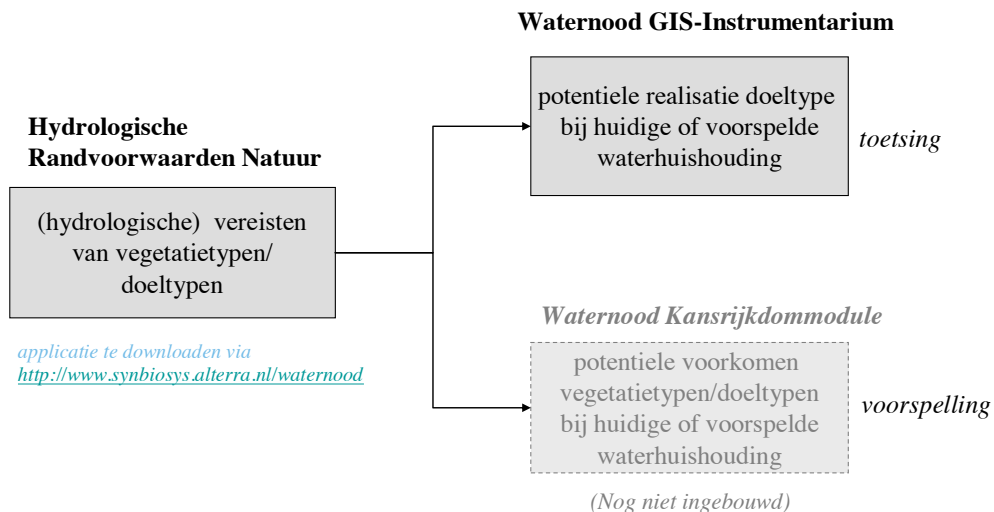 Waternood GIS-Instrumentarium
potentiele realisatie doeltype
bij huidige of voorspelde
waterhuishouding
toetsing
Hydrologische
Randvoorwaarden Natuur
(hydrologische) vereisten
van vegetatietypen/
doeltypen
applicatie te downloaden via
http://www.synbiosys.alterra.nl/waternood
Waternood Kansrijkdommodule
potentiele voorkomen
vegetatietypen/doeltypen
bij huidige of voorspelde
waterhuishouding
voorspelling
(Nog niet ingebouwd)